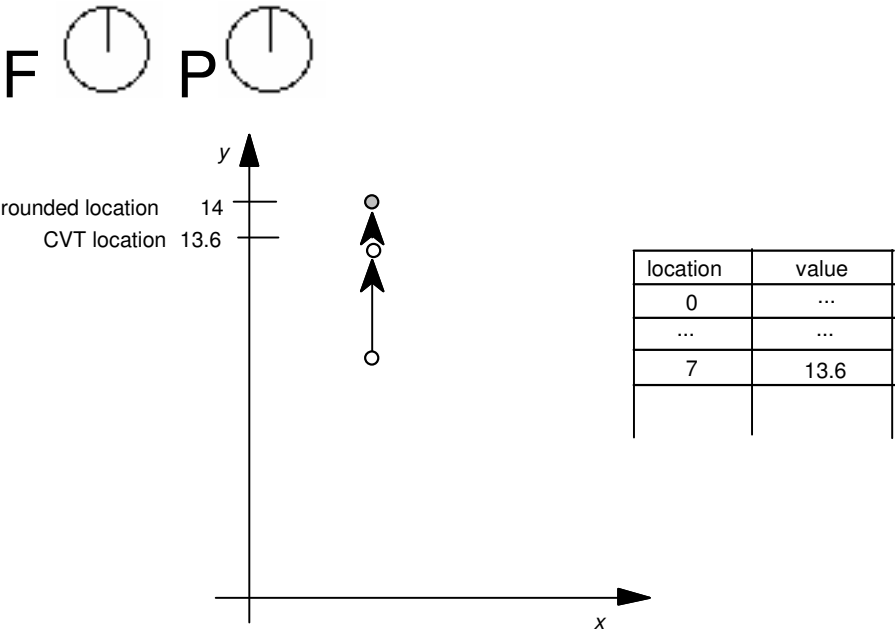 F P
y
rounded location 14
CVT location 13.6
location value
0 ...
... ...
7 13.6
x